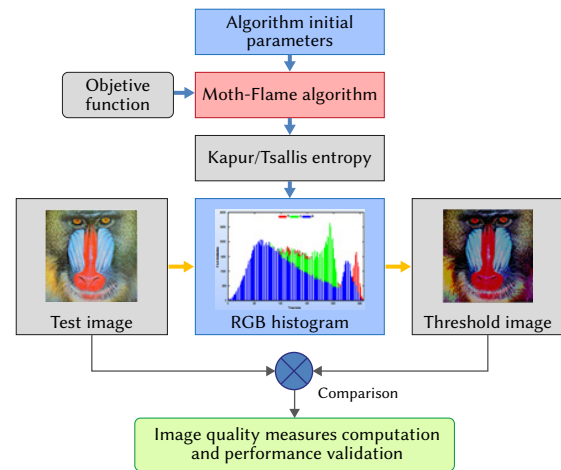 Algorithm initial
parameters
Objetive
function
Moth-Flame algorithm
Kapur/Tsallis entropy
Test image
RGB histogram
Threshold image
Comparison
Image quality measures computation
and performance validation